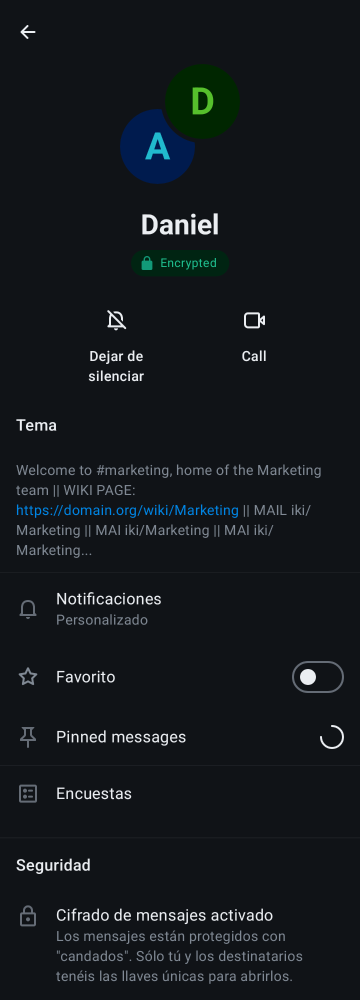 D
A
Daniel
Encrypted
Dejar de
silenciar
Call
Tema
Welcome to #marketing, home of the Marketing
team || WIKI PAGE:
https://domain.org/wiki/Marketing || MAIL iki/
Marketing || MAI iki/Marketing || MAI iki/
Marketing...
Notificaciones
Personalizado
Favorito
Pinned messages
Encuestas
Seguridad
Cifrado de mensajes activado
Los mensajes están protegidos con
"candados". Sólo tú y los destinatarios
tenéis las llaves únicas para abrirlos.